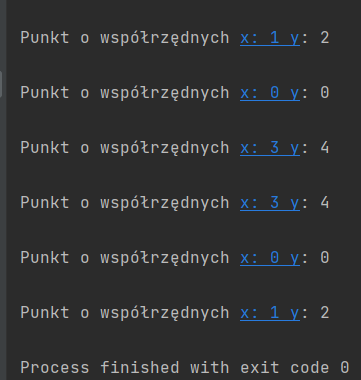 Punkt o współrzędnych x: 1 y: 2
Punkt o współrzędnych x: 0 y: 0
Punkt o współrzędnych x: 3 y: 4
Punkt o współrzędnych x: 3 y: 4
Punkt o współrzędnych x: 0 y: 0
Punkt o współrzędnych x: 1 y: 2
Process finished with exit code 0